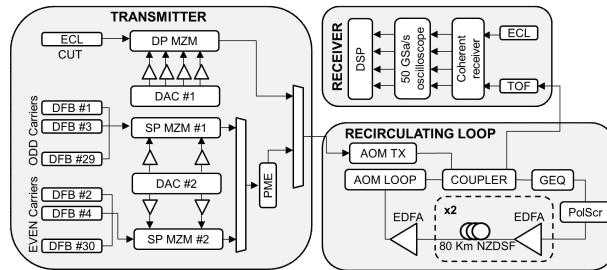 TRANSMITTER
ECL
CUT
DP MZM
DAC #1
ODD Carriers
DFB #1
DFB #3
DFB #29
SP MZM #1
DAC #2
EVEN Carriers
DFB #2
DFB #4
DFB #30
SP MZM #2
PME
RECEIVER
DSP
50 GSa/s
oscilloscope
Coherent
receiver
ECL
TOF
RECIRCULATING LOOP
AOM TX
AOM LOOP
COUPLER
GEQ
PolScr
x2
EDFA
EDFA
80 Km NZDSF